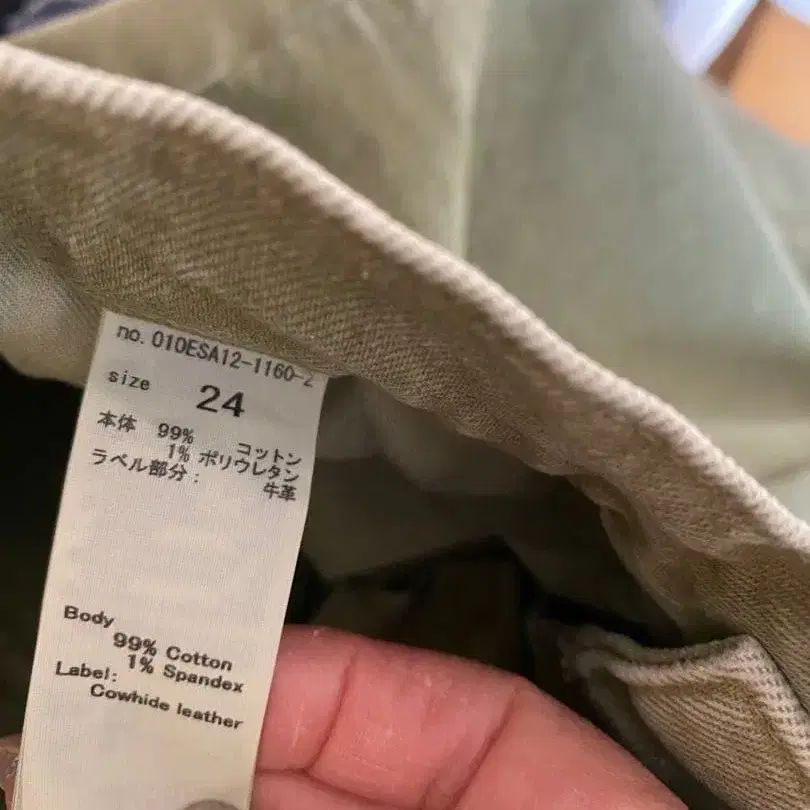 no. 010ESA12-1160-2
size 24
本体 99% コットン
1% ポリウレタン
ラベル部分: 牛革
Body
99% Cotton
1% Spandex
Label:
Cowhide leather